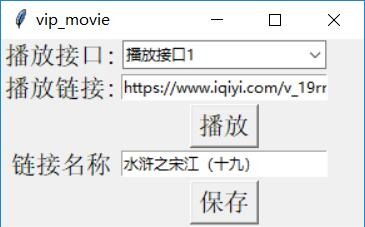 vip_movie
播放接口: 播放接口1
播放链接: https://www.iqiyi.com/v_19rr
播放
链接名称 水浒之宋江（十九）
保存